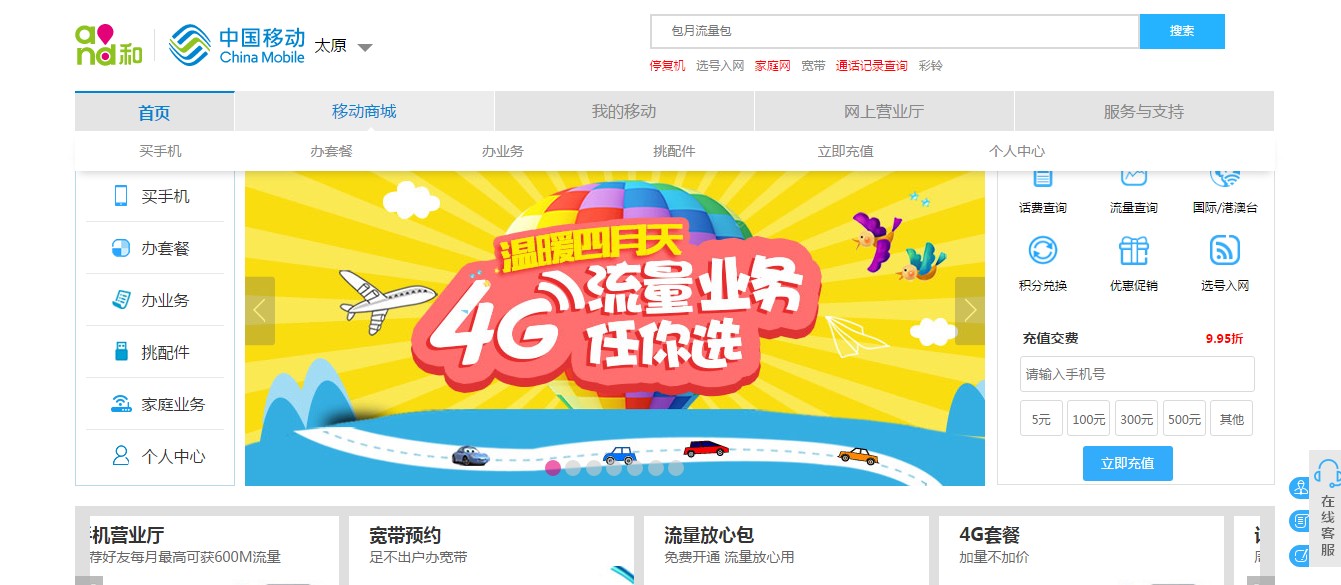 and和 中国移动 China Mobile 太原
包月流量包 搜索
停复机 选号入网 家庭网 宽带 通话记录查询 彩铃
首页 移动商城 我的移动 网上营业厅 服务与支持
买手机 办套餐 办业务 挑配件 立即充值 个人中心
买手机
办套餐
办业务
挑配件
家庭业务
个人中心
温暖四月天
4G流量业务
任你选
话费查询 流量查询 国际/港澳台
积分兑换 优惠促销 选号入网
充值交费 9.95折
请输入手机号
5元 100元 300元 500元 其他
立即充值
在线客服
机营业厅 宽带预约 流量放心包 4G套餐
荐好友每月最高可获600M流量 足不出户办宽带 免费开通 流量放心用 加量不加价